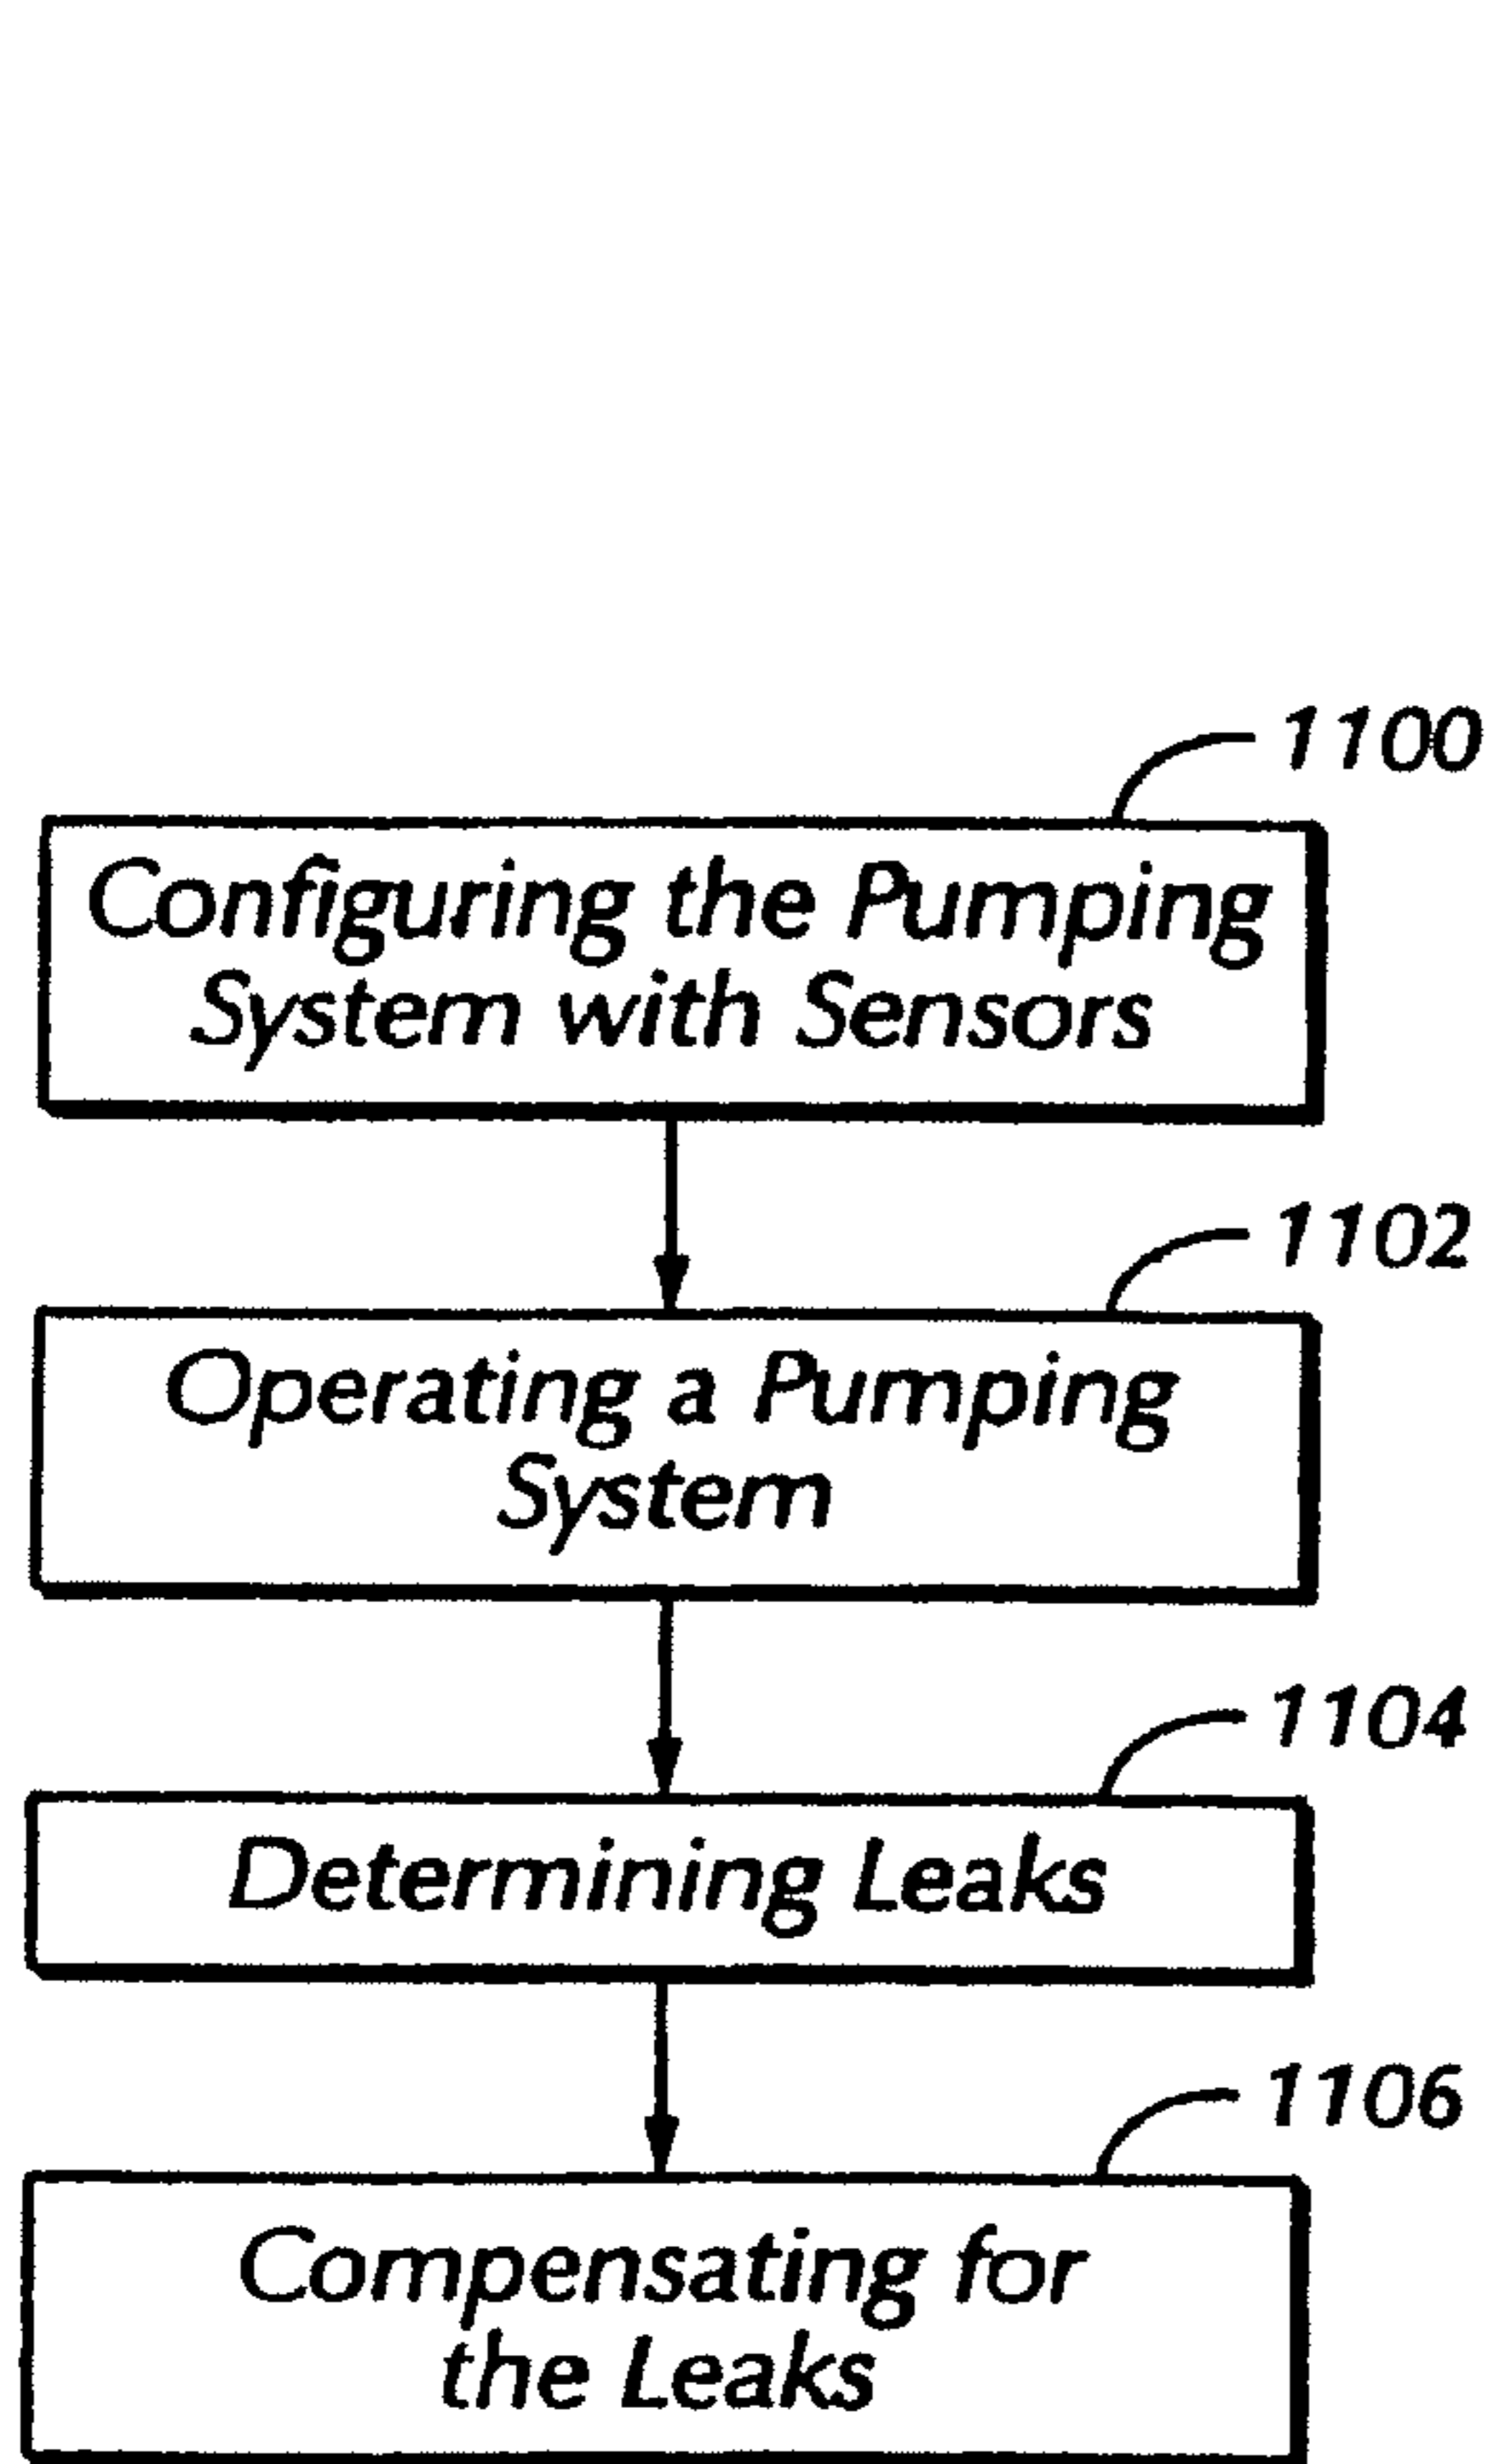 1100
Configuring the Pumping
System with Sensors
1102
Operating a Pumping
System
1104
Determining Leaks
1106
Compensating for
the Leaks